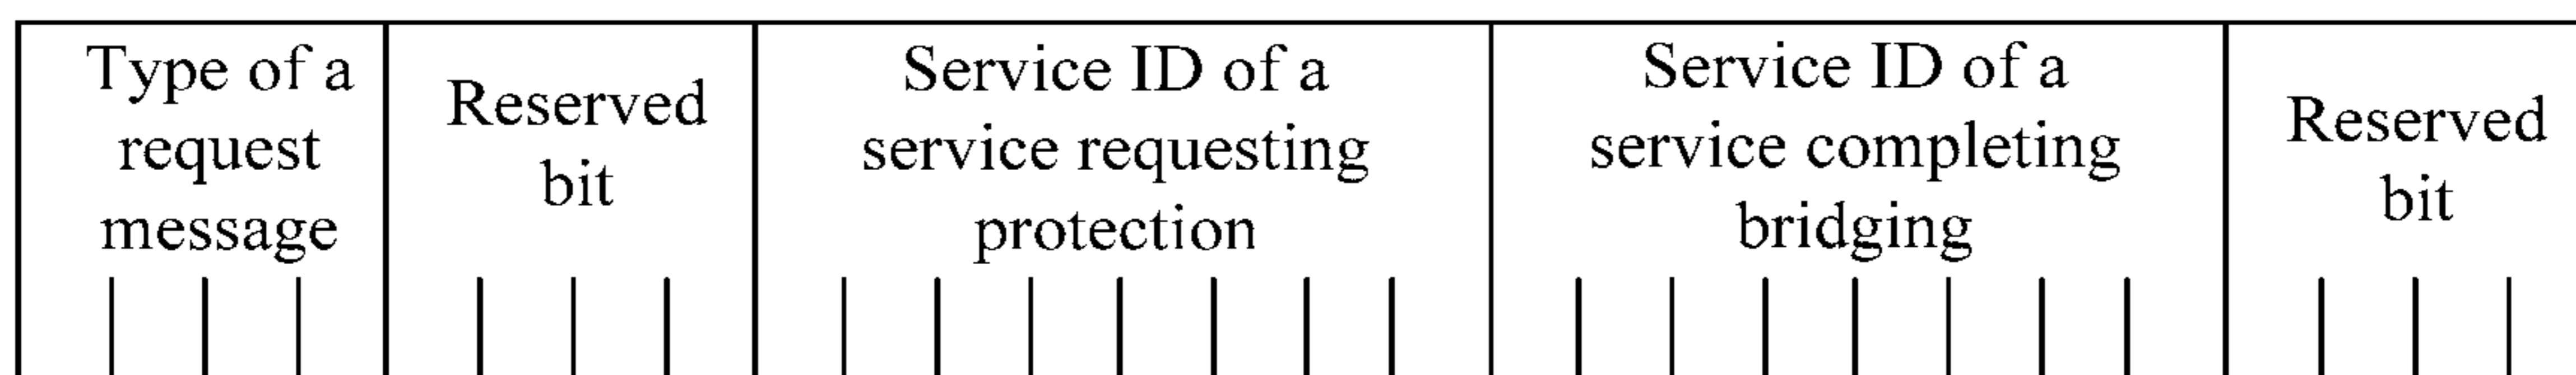 Type of a
request
message
Reserved
bit
Service ID of a
service requesting
protection
Service ID of a
service completing
bridging
Reserved
bit